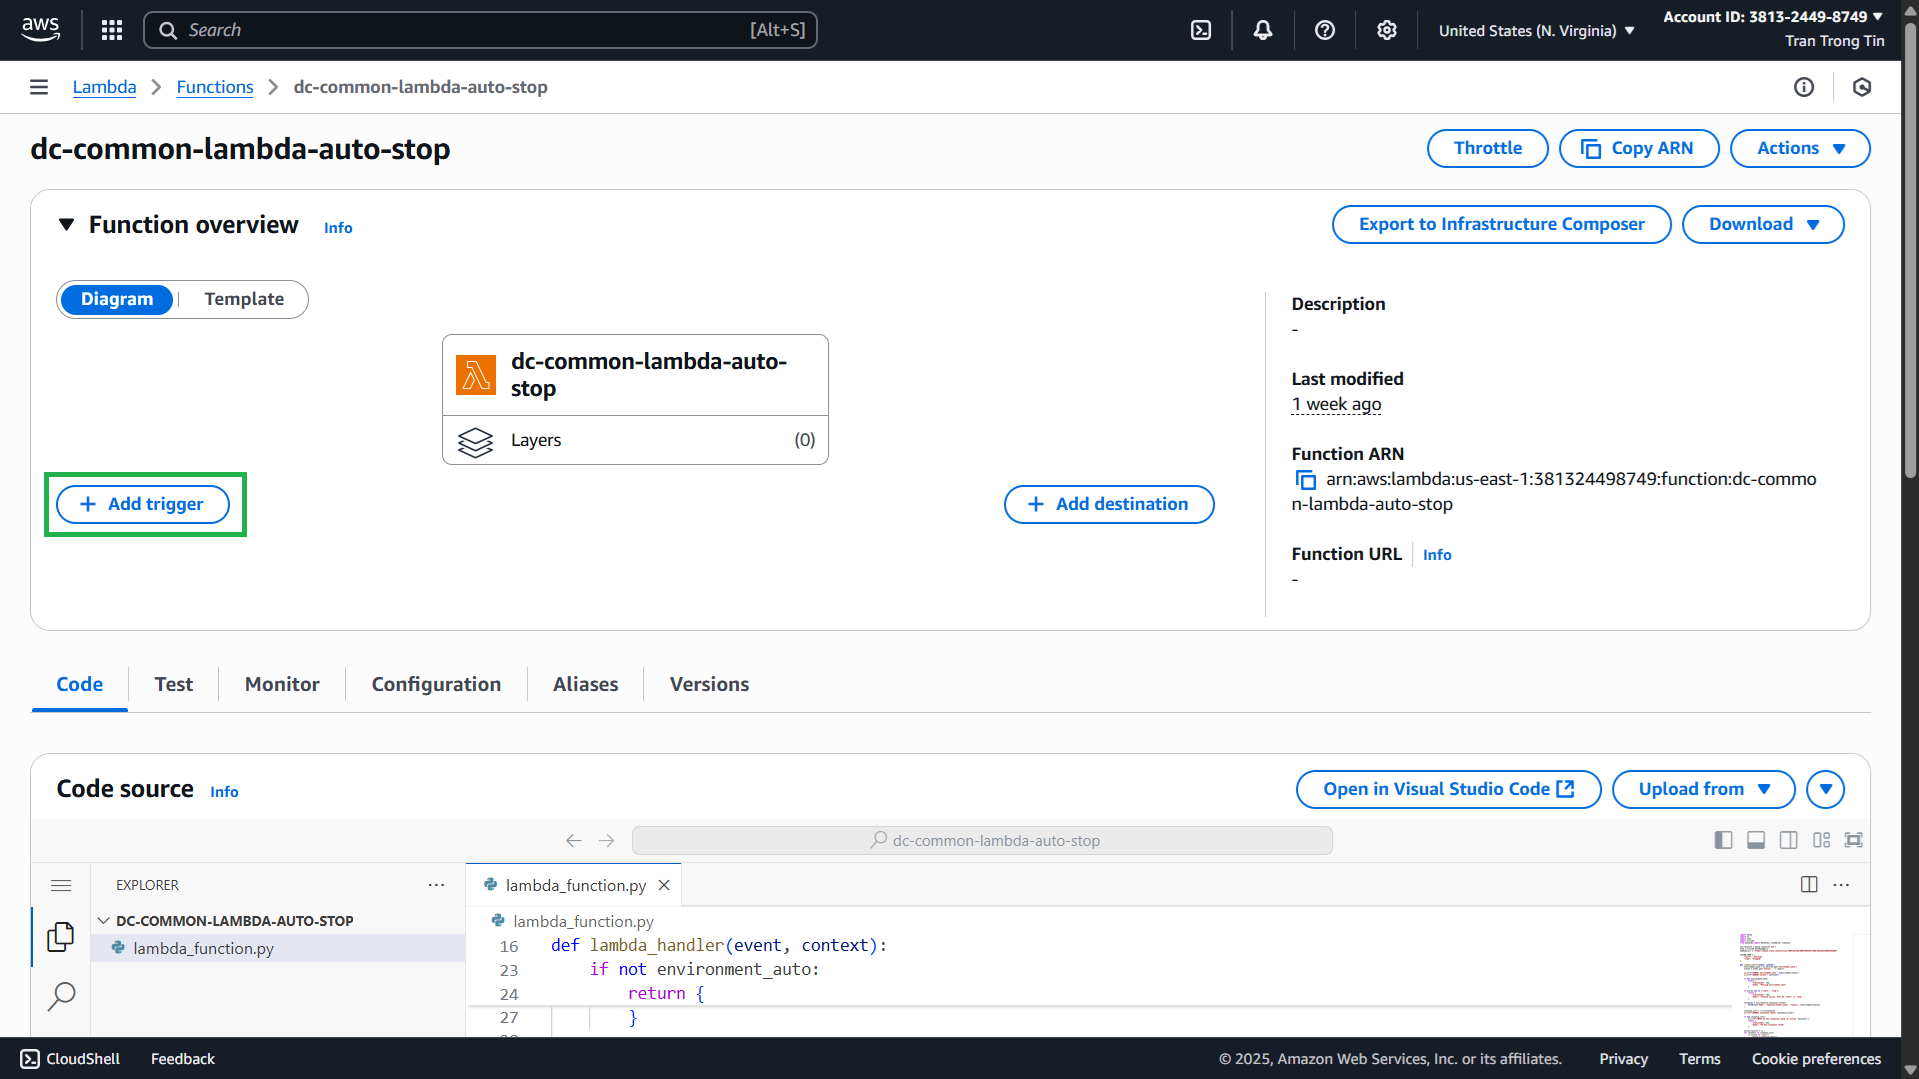 aws
Search [Alt+S]
United States (N. Virginia)
Account ID: 3813-2449-8749
Tran Trong Tin
Lambda Functions dc-common-lambda-auto-stop
dc-common-lambda-auto-stop
Throttle Copy ARN Actions
Function overview Info
Export to Infrastructure Composer Download
Diagram Template
dc-common-lambda-auto-
stop
Layers (0)
+ Add trigger
+ Add destination
Description
-
Last modified
1 week ago
Function ARN
arn:aws:lambda:us-east-1:381324498749:function:dc-commo
n-lambda-auto-stop
Function URL Info
-
Code Test Monitor Configuration Aliases Versions
Code source Info
Open in Visual Studio Code Upload from
dc-common-lambda-auto-stop
EXPLORER
DC-COMMON-LAMBDA-AUTO-STOP
lambda_function.py
lambda_function.py
lambda_function.py
16 def lambda_handler(event, context):
23 if not environment_auto:
24 return {
27 }
CloudShell Feedback
© 2025, Amazon Web Services, Inc. or its affiliates. Privacy Terms Cookie preferences